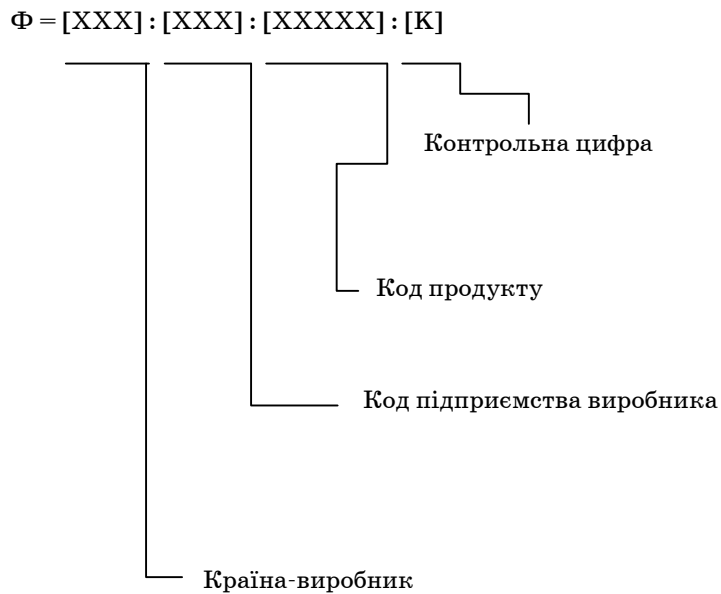 Ф = [XXX] : [XXX] : [XXXXX] : [K]
Контрольна цифра
Код продукту
Код підприємства виробника
Країна-виробник